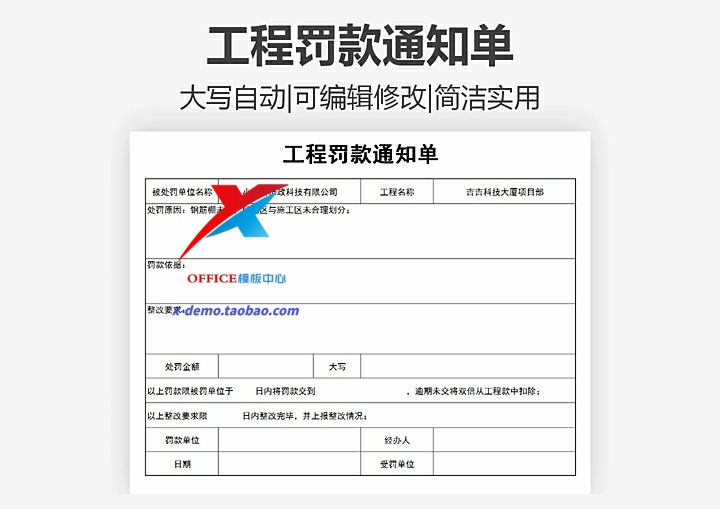 工程罚款通知单
大写自动|可编辑修改|简洁实用
工程罚款通知单
被处罚单位名称 小 政科技有限公司 工程名称 吉吉科技大厦项目部
处罚原因：钢筋棚 区与施工区未合理划分；
罚款依据：
OFFICE模板中心
整改要求：
x-demo.taobao.com
处罚金额 大写
以上罚款限被罚单位于 日内将罚款交到 ，逾期未交将双倍从工程款中扣除；
以上整改要求限 日内整改完毕，并上报整改情况；
罚款单位 经办人
日期 受罚单位